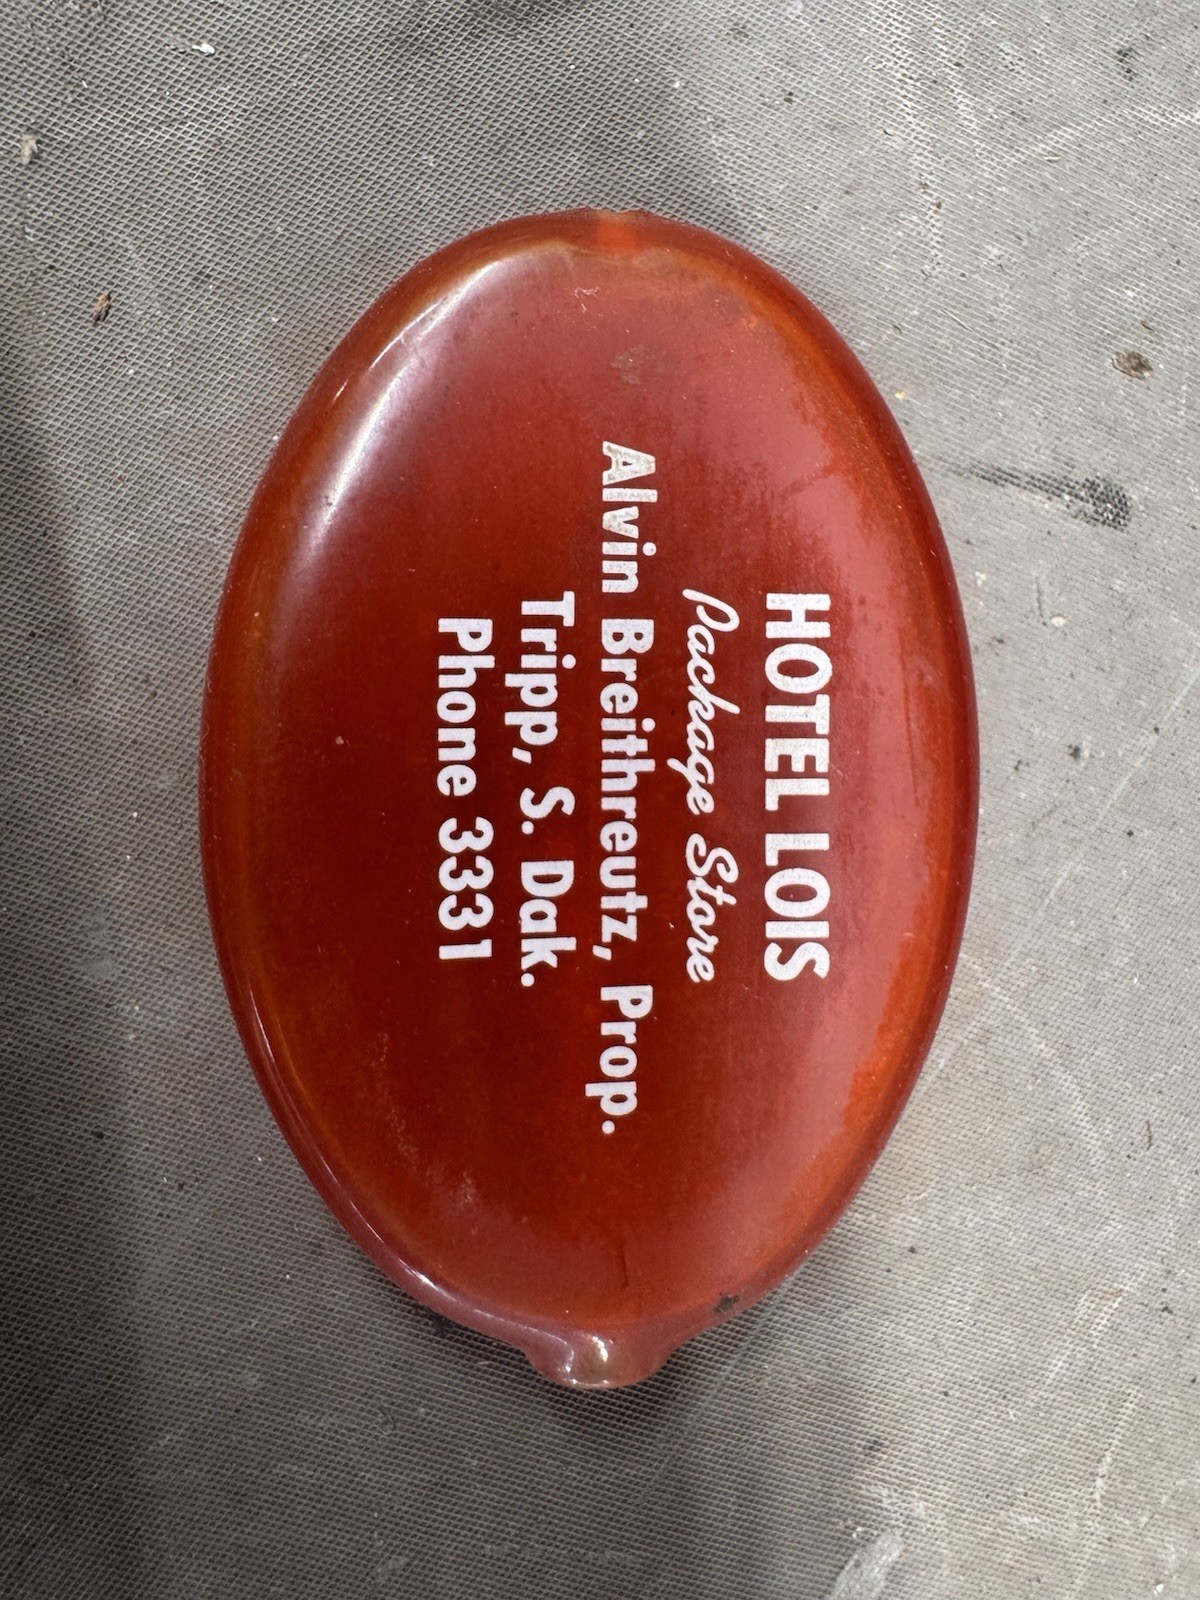 HOTEL LOIS
Package Store
Alvin Breithreutz, Prop.
Tripp, S. Dak.
Phone 3331